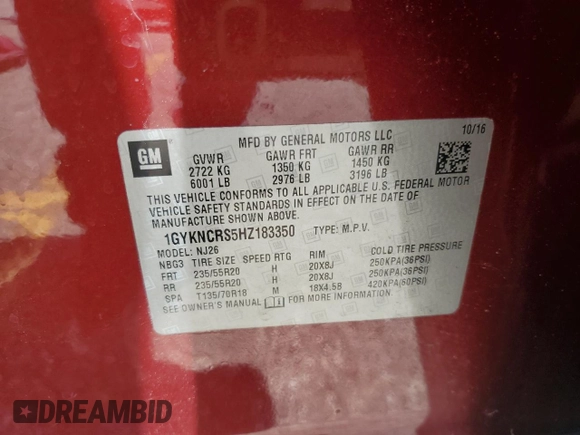 MFD BY GENERAL MOTORS LLC 10/16
GM GVWR GAWR FRT GAWR RR
2722 KG 1350 KG 1450 KG
6001 LB 2976 LB 3196 LB
THIS VEHICLE CONFORMS TO ALL APPLICABLE U.S. FEDERAL MOTOR
VEHICLE SAFETY STANDARDS IN EFFECT ON THE DATE OF
MANUFACTURE SHOWN ABOVE.
1GYKNCRS5HZ183350 TYPE: M.P.V.
MODEL: NJ26
NBG3 TIRE SIZE SPEED RTG RIM COLD TIRE PRESSURE
FRT 235/55R20 H 20X8J 250KPA(36PSI)
RR 235/55R20 H 20X8J 250KPA(36PSI)
SPA T135/70R18 M 18X4.5B 420KPA(60PSI)
SEE OWNER'S MANUAL FOR MORE INFORMATION.
DREAMBID